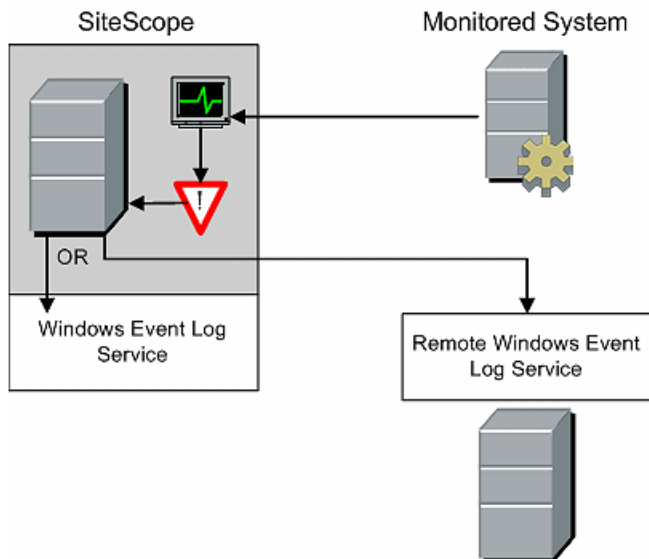 SiteScope
Monitored System
!
OR
Windows Event Log
Service
Remote Windows Event
Log Service